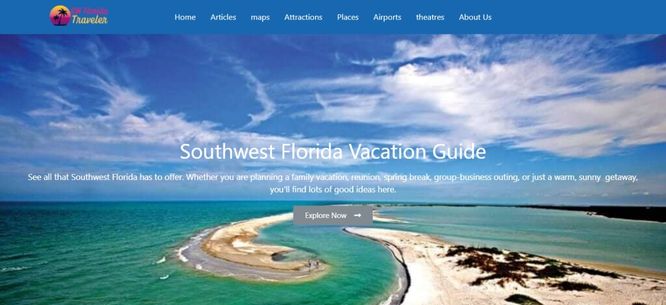 SW Florida
Traveler
Home Articles maps Attractions Places Airports theatres About Us
Southwest Florida Vacation Guide
See all that Southwest Florida has to offer. Whether you are planning a family vacation, reunion, spring break, group-business outing, or just a warm, sunny getaway,
you'll find lots of good ideas here.
Explore Now